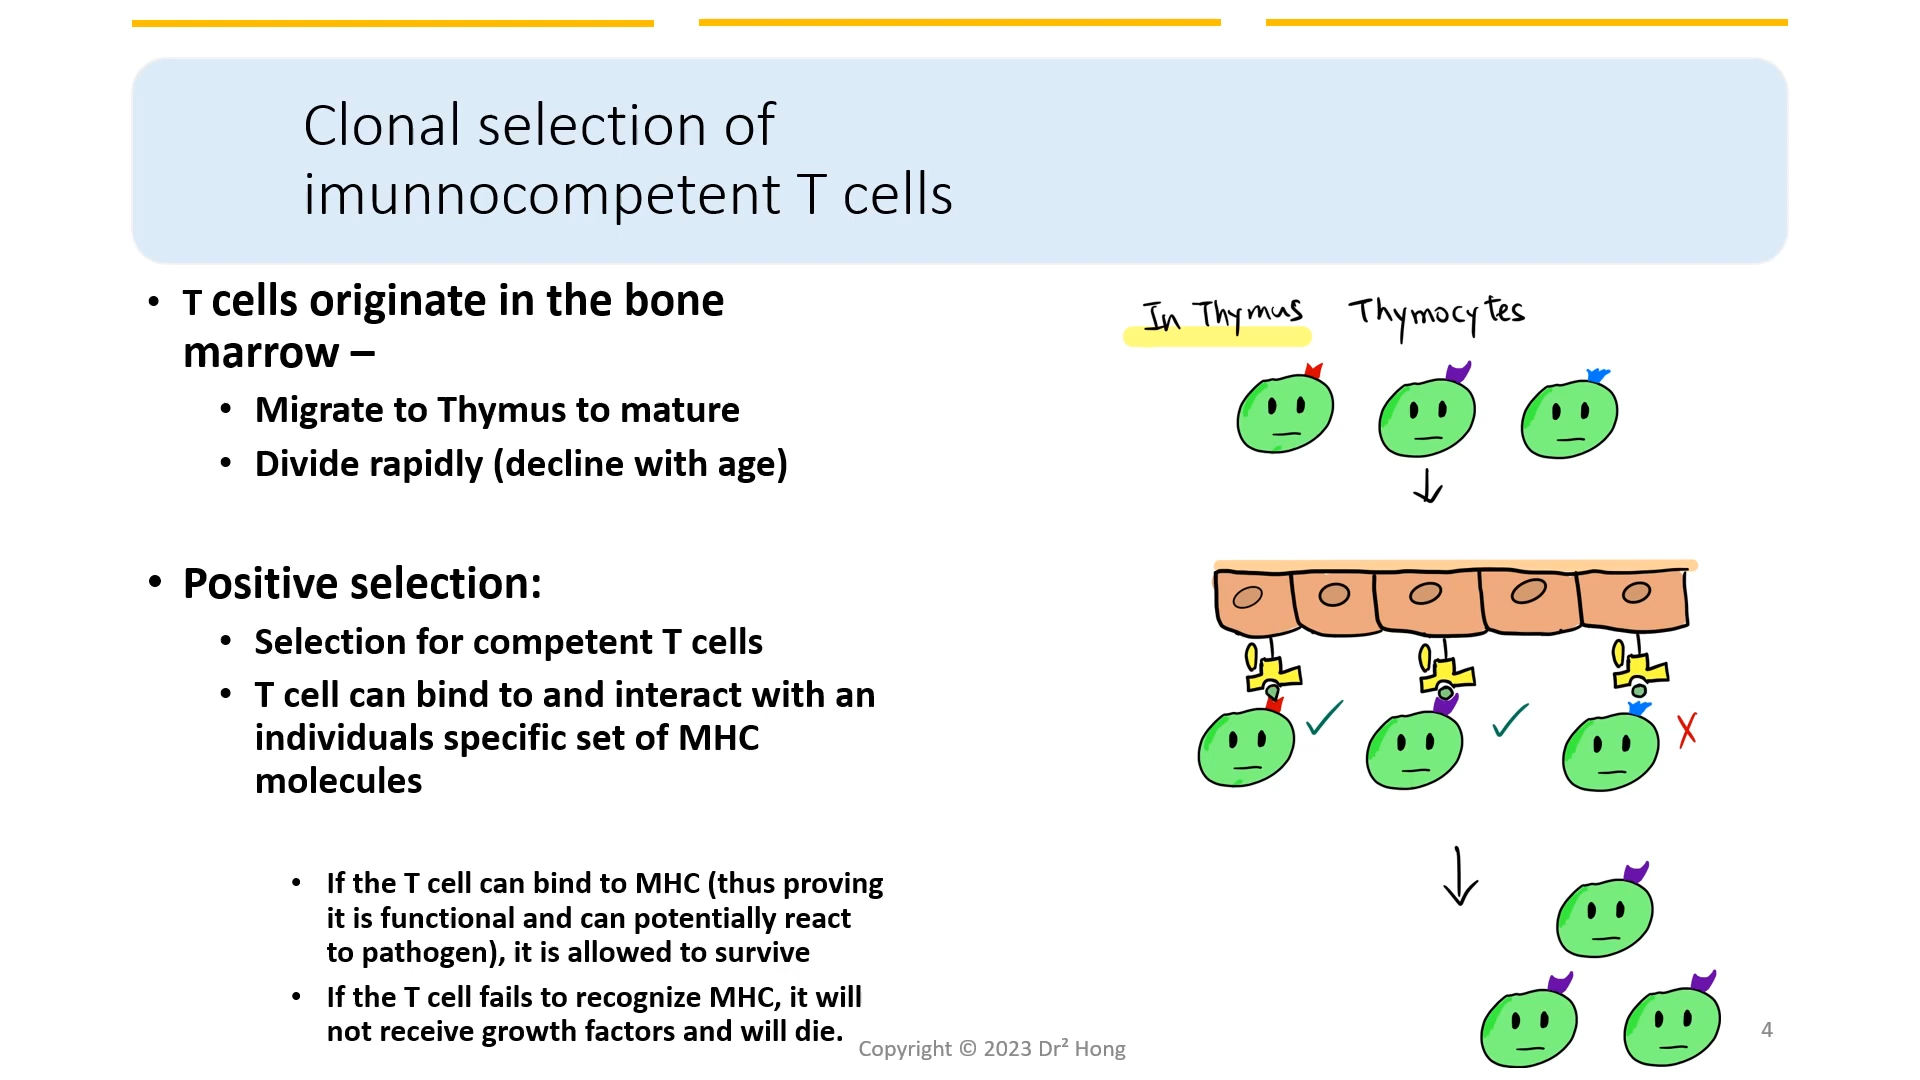 Clonal selection of
imunnocompetent T cells
• T cells originate in the bone
marrow –
• Migrate to Thymus to mature
• Divide rapidly (decline with age)
• Positive selection:
• Selection for competent T cells
• T cell can bind to and interact with an
individuals specific set of MHC
molecules
• If the T cell can bind to MHC (thus proving
it is functional and can potentially react
to pathogen), it is allowed to survive
• If the T cell fails to recognize MHC, it will
not receive growth factors and will die.
In Thymus Thymocytes
Copyright © 2023 Dr² Hong
4